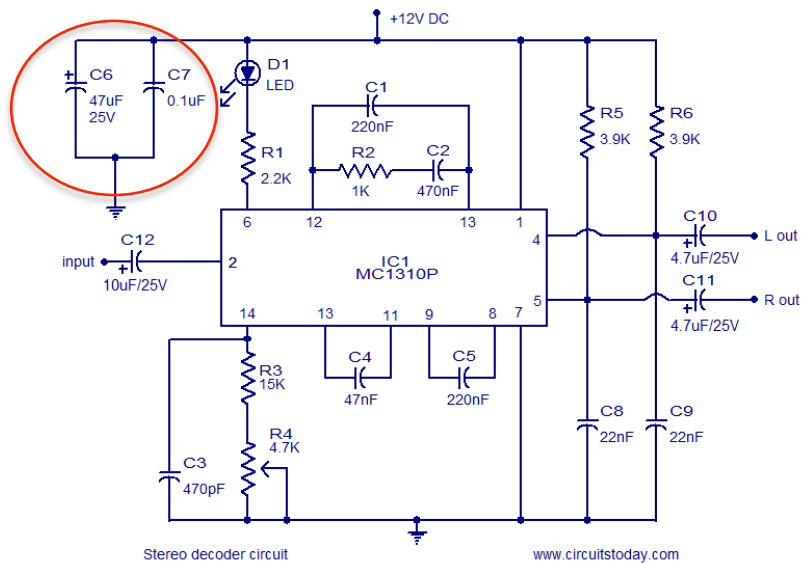 +12V DC
C6
47uF
25V
C7
0.1uF
D1
LED
C1
220nF
R2
1K
C2
470nF
R1
2.2K
R5
3.9K
R6
3.9K
6
12
13
1
input
C12
+
10uF/25V
2
IC1
MC1310P
4
5
C10
+
4.7uF/25V
L out
C11
+
4.7uF/25V
R out
14
13
11
9
8
7
R3
15K
C4
47nF
C5
220nF
R4
4.7K
C3
470pF
C8
22nF
C9
22nF
+
Stereo decoder circuit
www.circuitstoday.com